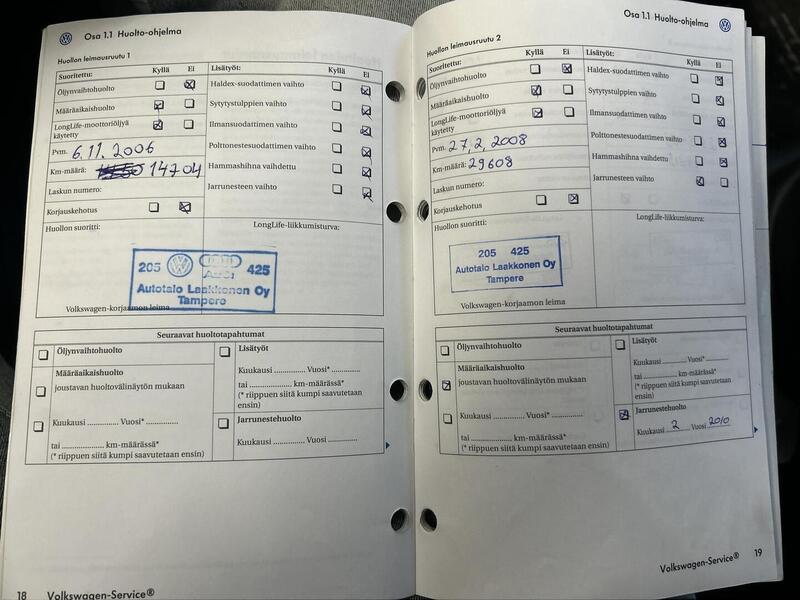 Osa 1.1 Huolto-ohjelma
Huollon leimausruutu 1
Suoritettu: Kyllä Ei
Öljynvaihtohuolto
Määräaikaishuolto
LongLife-moottoriöljyä
käytetty
Pvm. 6.11.2006
Km-määrä: 14704
Laskun numero:
Korjauskehotus
Lisätyöt: Kyllä Ei
Haldex-suodattimen vaihto
Sytytystulppien vaihto
Ilmansuodattimen vaihto
Polttonestesuodattimen vaihto
Hammashihna vaihdettu
Jarrunesteen vaihto
Huollon suoritti:
LongLife-liikkumisturva:
205 425
Audi
Autotalo Laakkonen Oy
Tampere
Volkswagen-korjaamon leima
Seuraavat huoltotapahtumat
Öljynvaihtohuolto
Määräaikaishuolto
joustavan huoltovälinäytön mukaan
Kuukausi .............. Vuosi* ..............
tai .................. km-määrässä*
(* riippuen siitä kumpi saavutetaan ensin)
Lisätyöt
Kuukausi .............. Vuosi* ..............
tai .................. km-määrässä*
(* riippuen siitä kumpi saavutetaan
ensin)
Jarrunestehuolto
Kuukausi .............. Vuosi ..............
18 Volkswagen-Service®
Osa 1.1 Huolto-ohjelma
Huollon leimausruutu 2
Suoritettu: Kyllä Ei
Öljynvaihtohuolto
Määräaikaishuolto
LongLife-moottoriöljyä
käytetty
Pvm. 27.2.2008
Km-määrä: 29608
Laskun numero:
Korjauskehotus
Lisätyöt: Kyllä Ei
Haldex-suodattimen vaihto
Sytytystulppien vaihto
Ilmansuodattimen vaihto
Polttonestesuodattimen vaihto
Hammashihna vaihdettu
Jarrunesteen vaihto
Huollon suoritti:
LongLife-liikkumisturva:
205 425
Autotalo Laakkonen Oy
Tampere
Volkswagen-korjaamon leima
Seuraavat huoltotapahtumat
Öljynvaihtohuolto
Määräaikaishuolto
joustavan huoltovälinäytön mukaan
Kuukausi .............. Vuosi* ..............
tai .................. km-määrässä*
(* riippuen siitä kumpi saavutetaan ensin)
Lisätyöt
Kuukausi .............. Vuosi* ..............
tai .................. km-määrässä*
(* riippuen siitä kumpi saavutetaan
ensin)
Jarrunestehuolto
Kuukausi 2 Vuosi 2010
Volkswagen-Service® 19